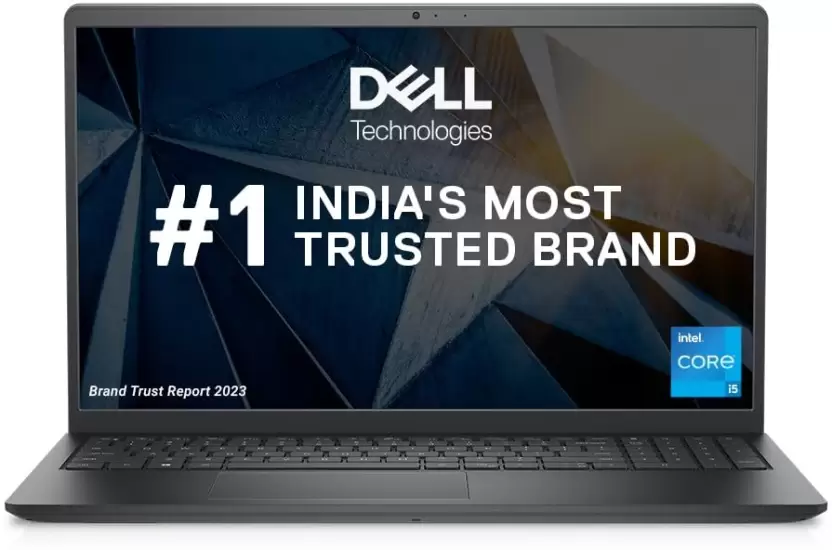 DELL
Technologies
#1 INDIA'S MOST
TRUSTED BRAND
intel.
CORE
i5
Brand Trust Report 2023